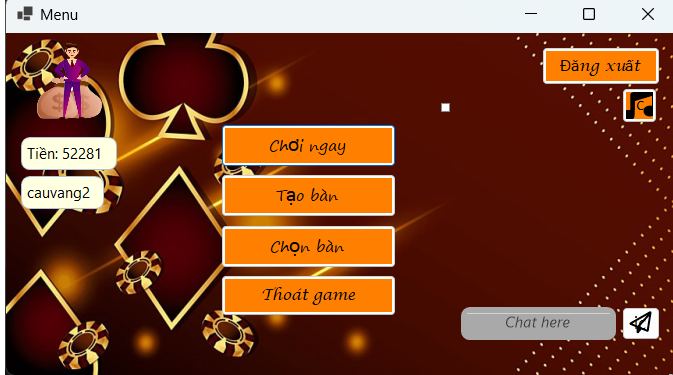 Menu
Đăng xuất
C
Tiền: 52281
cauvang2
Chơi ngay
Tạo bàn
Chọn bàn
Thoát game
Chat here